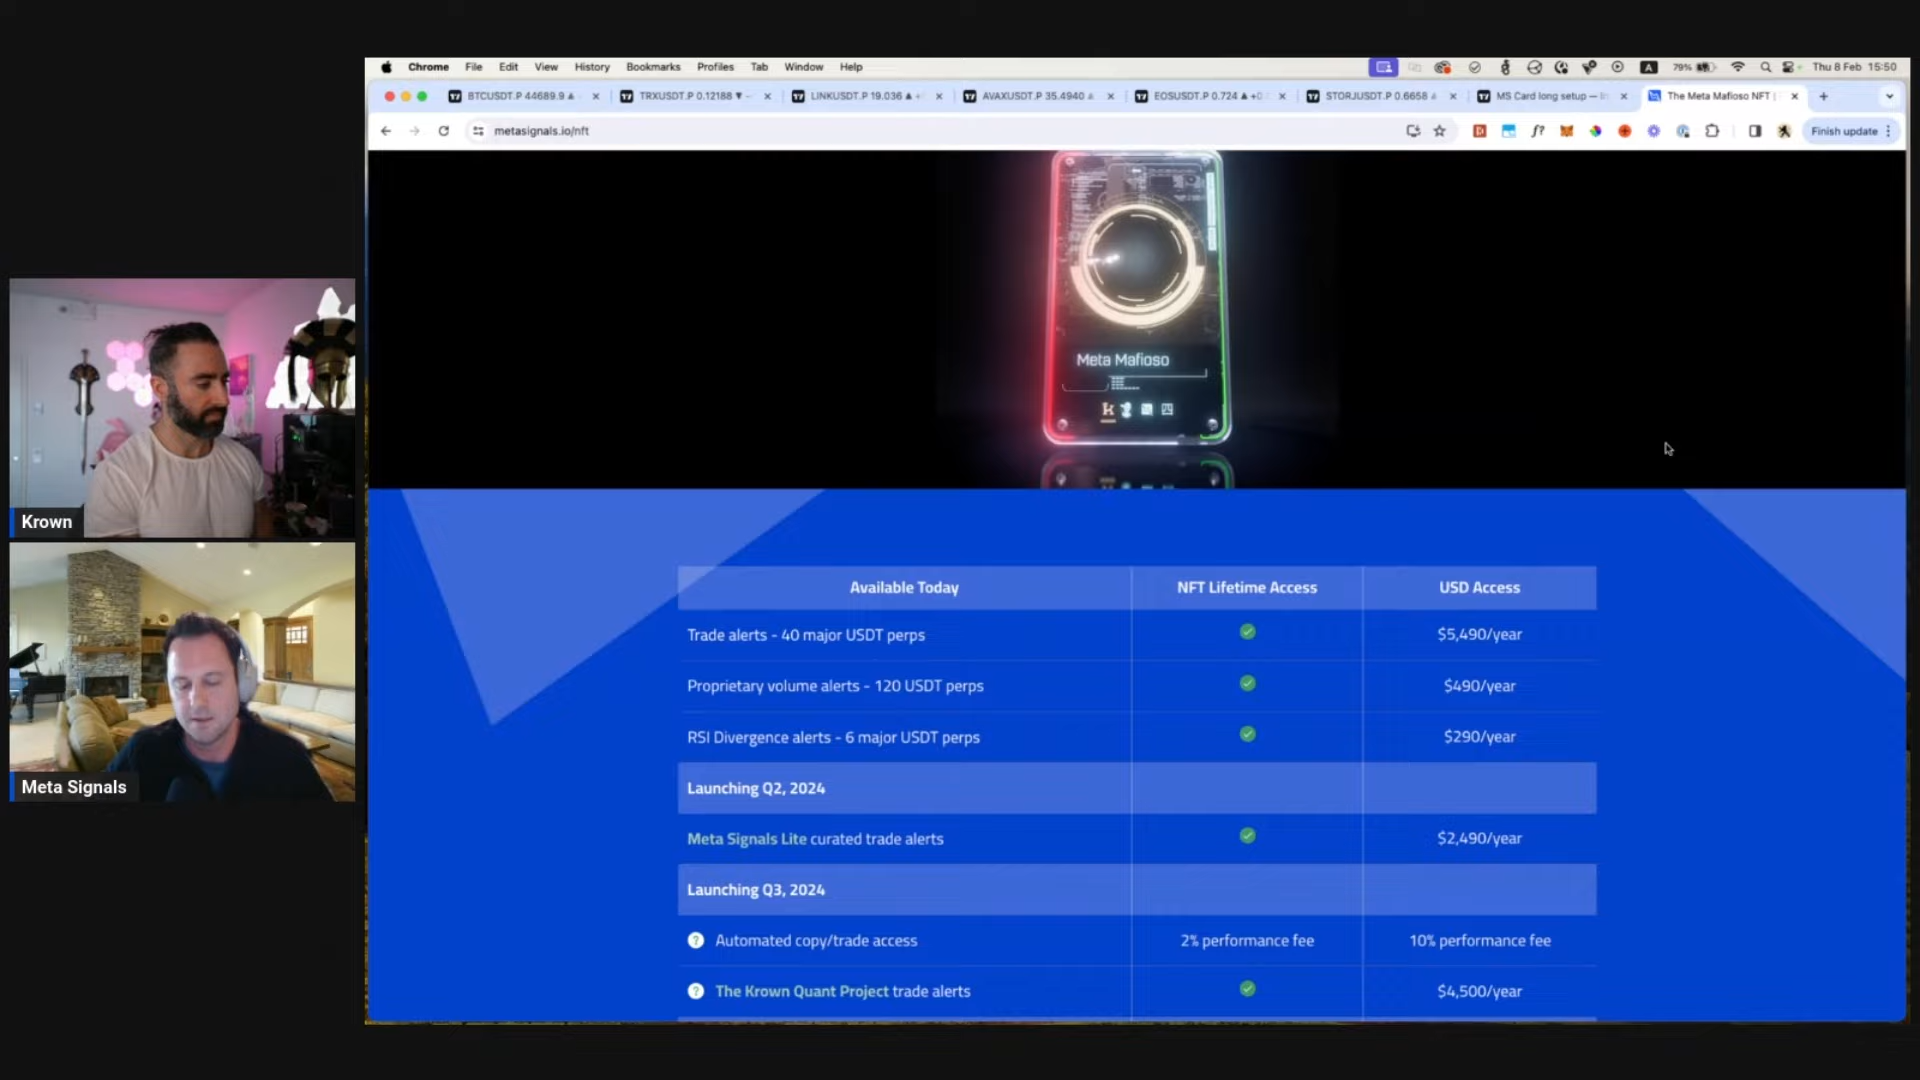 Chrome File Edit View History Bookmarks Profiles Tab Window Help
A 79% Thu 8 Feb 15:50
BTCUSDT.P 44689.9 ▲
TRXUSDT.P 0.12188 ▼
LINKUSDT.P 19.036 ▲
AVAXUSDT.P 35.4940 ▲
EOSUSDT.P 0.724 ▲ +0
STORJUSDT.P 0.6658
MS Card long setup —
The Meta Mafioso NFT |
metasignals.io/nft
f?
Finish update
Meta Mafioso
Krown
Meta Signals
Available Today NFT Lifetime Access USD Access
Trade alerts - 40 major USDT perps $5,490/year
Proprietary volume alerts - 120 USDT perps $490/year
RSI Divergence alerts - 6 major USDT perps $290/year
Launching Q2, 2024
Meta Signals Lite curated trade alerts $2,490/year
Launching Q3, 2024
? Automated copy/trade access 2% performance fee 10% performance fee
? The Krown Quant Project trade alerts $4,500/year